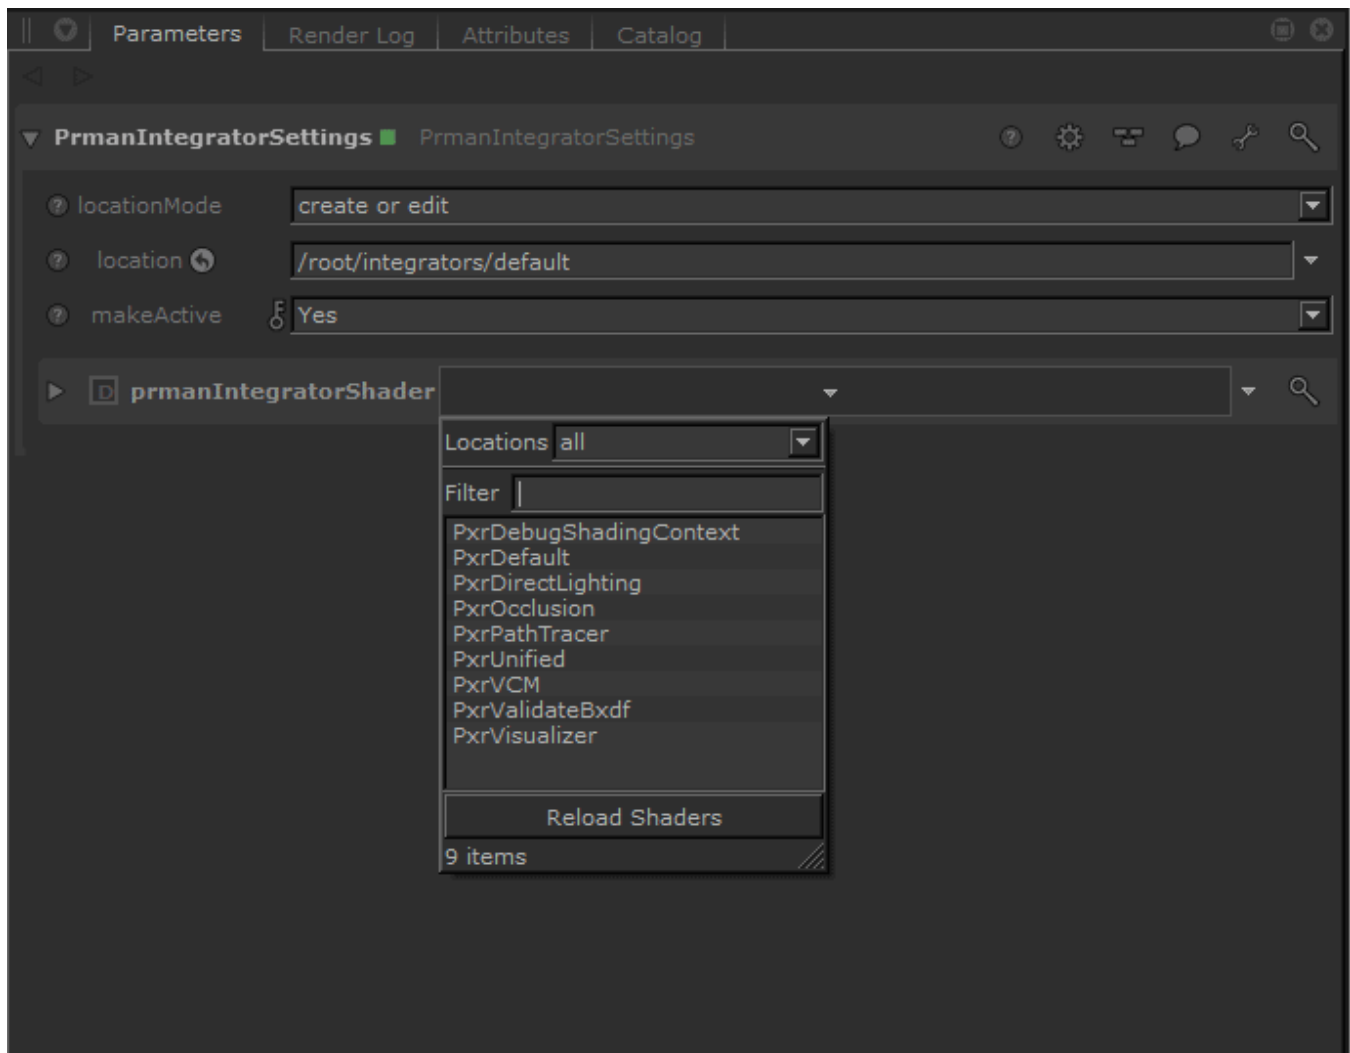 Parameters Render Log Attributes Catalog
PrmanIntegratorSettings PrmanIntegratorSettings
locationMode create or edit
location /root/integrators/default
makeActive Yes
D prmanIntegratorShader
Locations all
Filter
PxrDebugShadingContext
PxrDefault
PxrDirectLighting
PxrOcclusion
PxrPathTracer
PxrUnified
PxrVCM
PxrValidateBxdf
PxrVisualizer
Reload Shaders
9 items